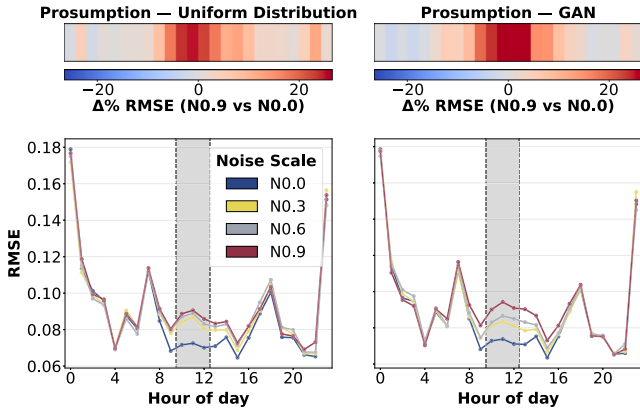 Prosumption — Uniform Distribution
Prosumption — GAN
−20 0 20
−20 0 20
Δ% RMSE (N0.9 vs N0.0)
Δ% RMSE (N0.9 vs N0.0)
0.18
0.16
0.14
0.12
0.10
0.08
0.06
RMSE
Noise Scale
N0.0
N0.3
N0.6
N0.9
0 4 8 12 16 20
0 4 8 12 16 20
Hour of day
Hour of day